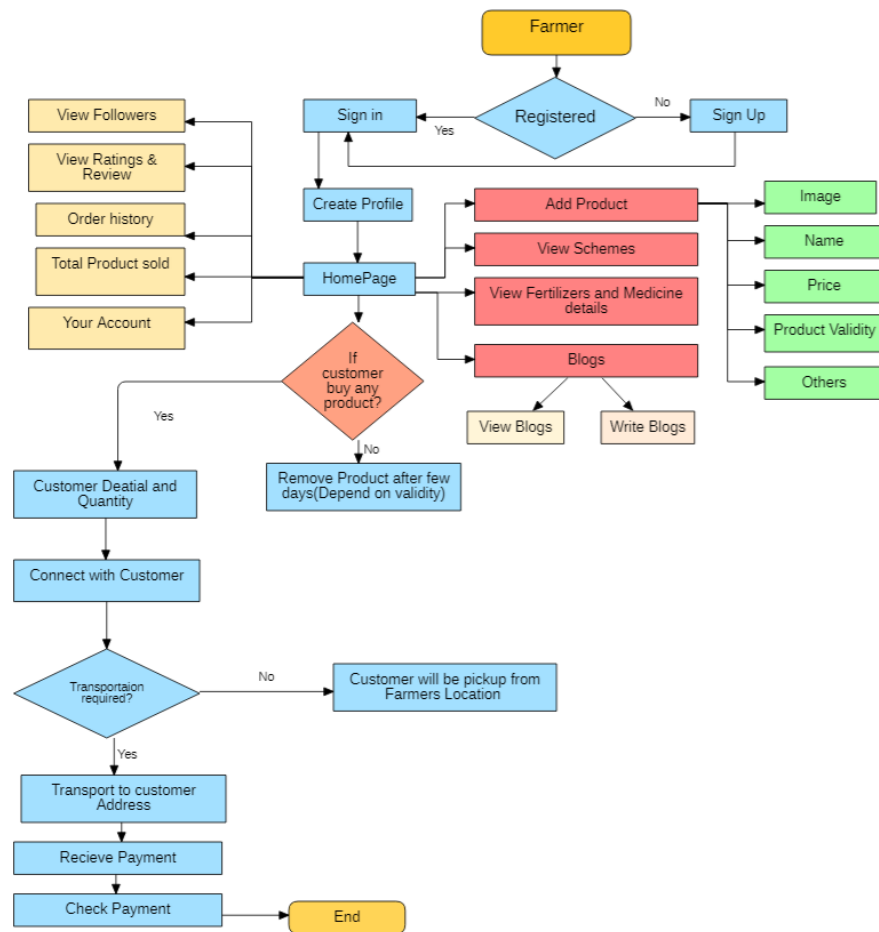 Farmer
Registered
Yes
No
Sign in
Sign Up
View Followers
View Ratings &
Review
Order history
Total Product sold
Your Account
Create Profile
HomePage
Add Product
View Schemes
View Fertilizers and Medicine
details
Blogs
View Blogs
Write Blogs
Image
Name
Price
Product Validity
Others
If
customer
buy any
product?
Yes
No
Remove Product after few
days(Depend on validity)
Customer Deatial and
Quantity
Connect with Customer
Transportaion
required?
No
Customer will be pickup from
Farmers Location
Yes
Transport to customer
Address
Recieve Payment
Check Payment
End